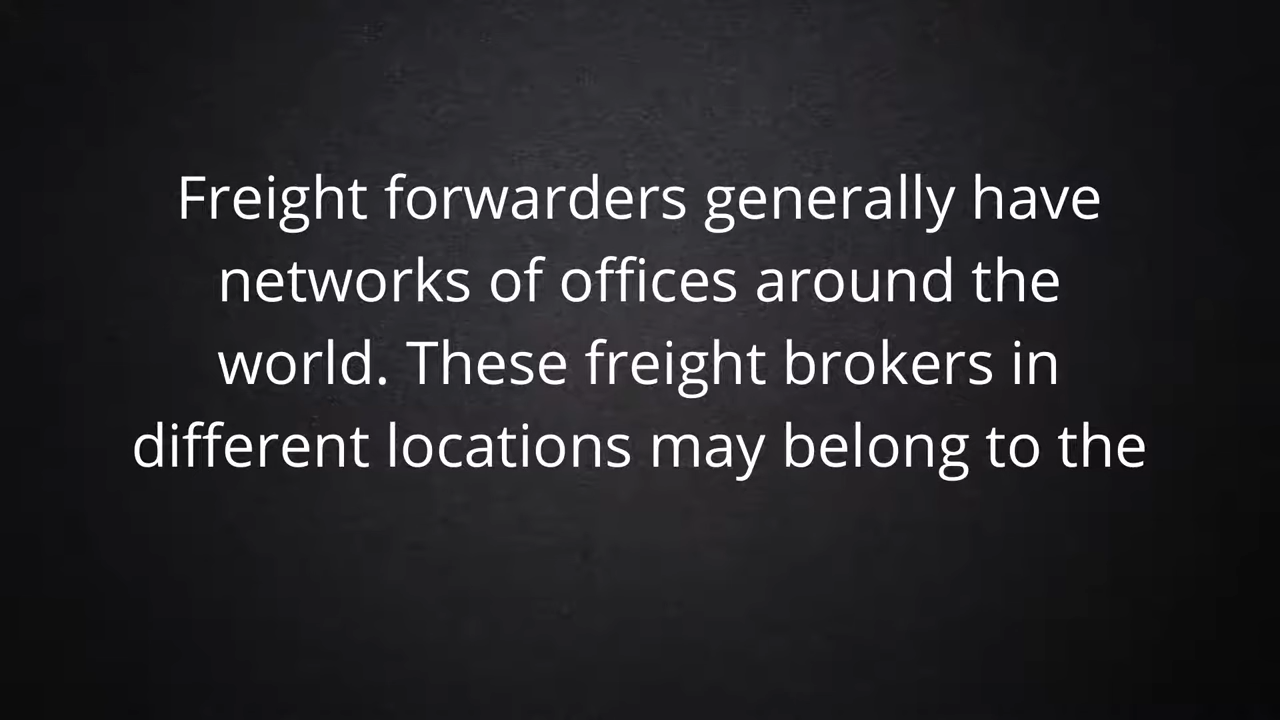 Freight forwarders generally have
networks of offices around the
world. These freight brokers in
different locations may belong to the